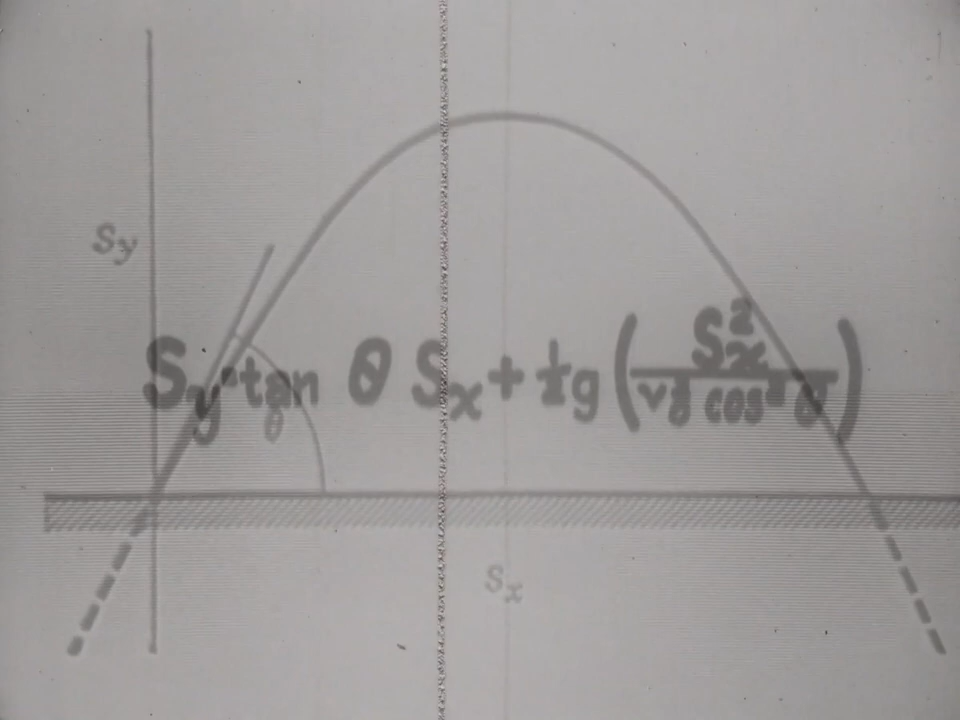 Sy
Sy = tan θ Sx + ½g (Sx² / v₀² cos² θ)
θ
Sx